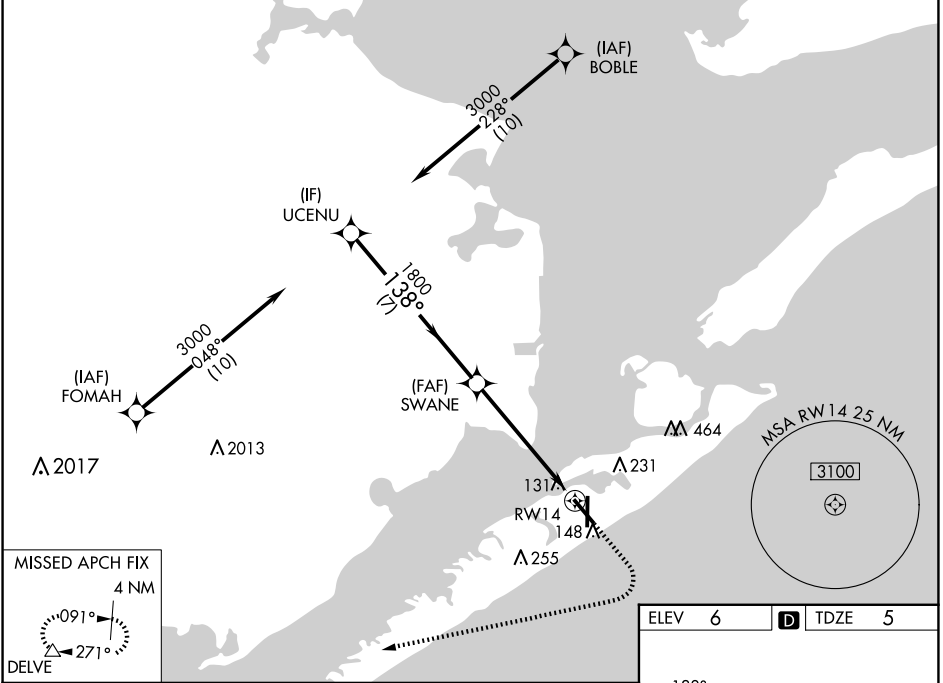 (IAF)
BOBLE
3000
228°
(10)
(IF)
UCENU
1800
138°
(7)
3000
048°
(10)
(IAF)
FOMAH
(FAF)
SWANE
2013
2017
464
231
131
RW14
148
255
MSA RW14 25 NM
3100
MISSED APCH FIX
4 NM
091°
271°
DELVE
ELEV 6 D TDZE 5